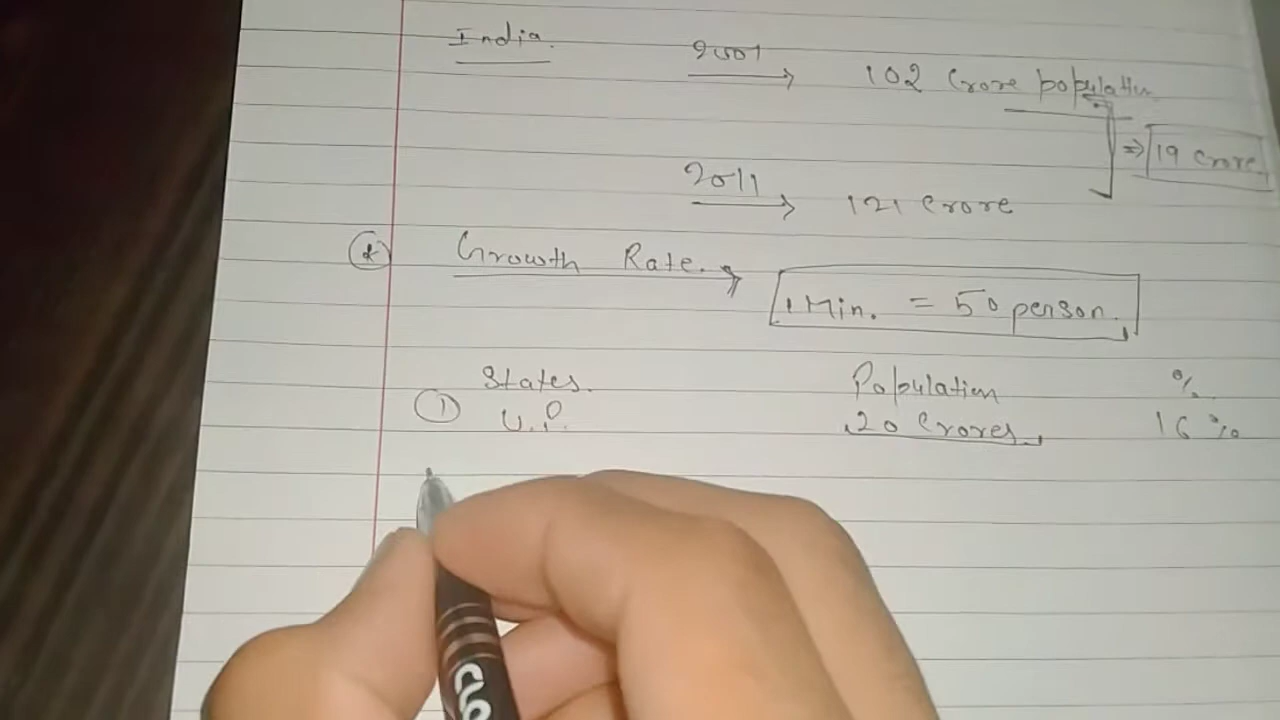 India.
2001 → 102 Crore population
⇒ 19 Crore.
2011 → 121 Crore
Growth Rate.
1 Min. = 50 person.
States. Population %
① U.P. 20 Crores. 16%